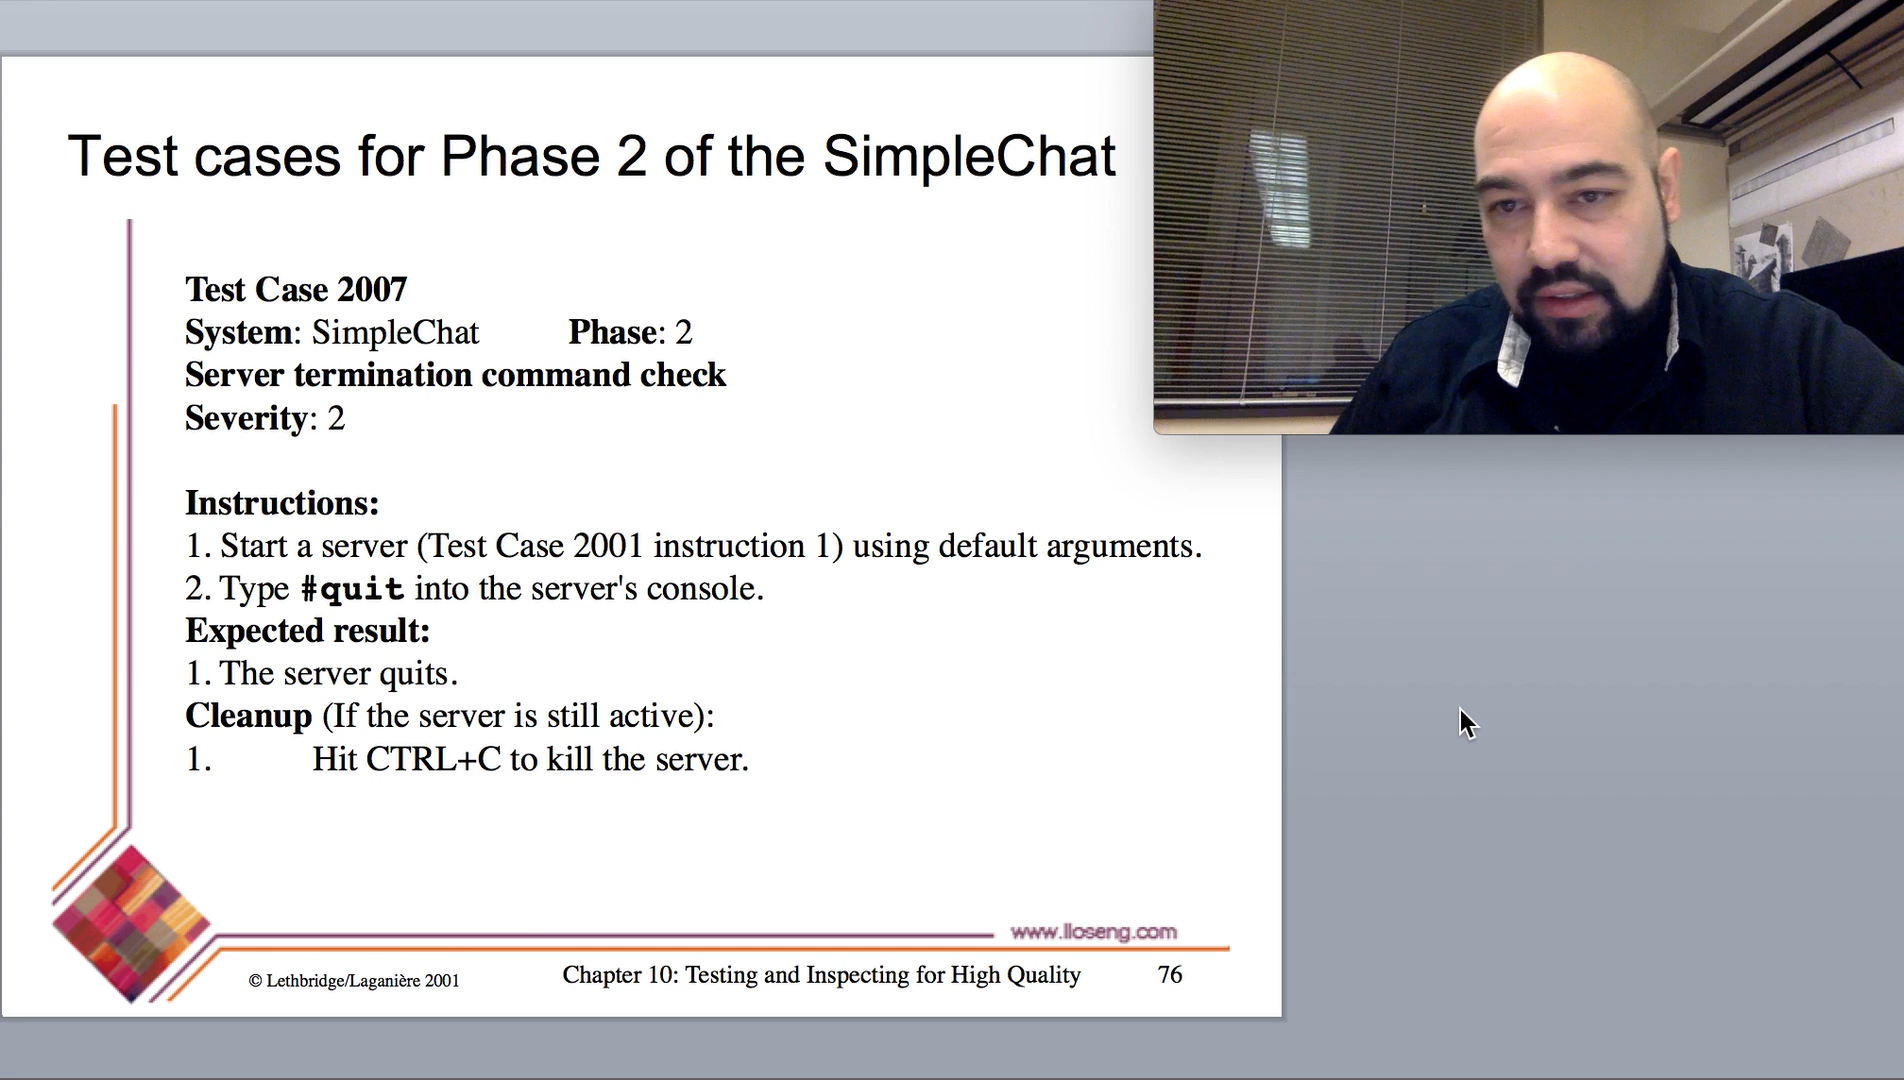 Test cases for Phase 2 of the SimpleChat
Test Case 2007
System: SimpleChat Phase: 2
Server termination command check
Severity: 2
Instructions:
1. Start a server (Test Case 2001 instruction 1) using default arguments.
2. Type #quit into the server's console.
Expected result:
1. The server quits.
Cleanup (If the server is still active):
1. Hit CTRL+C to kill the server.
www.lloseng.com
© Lethbridge/Laganière 2001
Chapter 10: Testing and Inspecting for High Quality
76